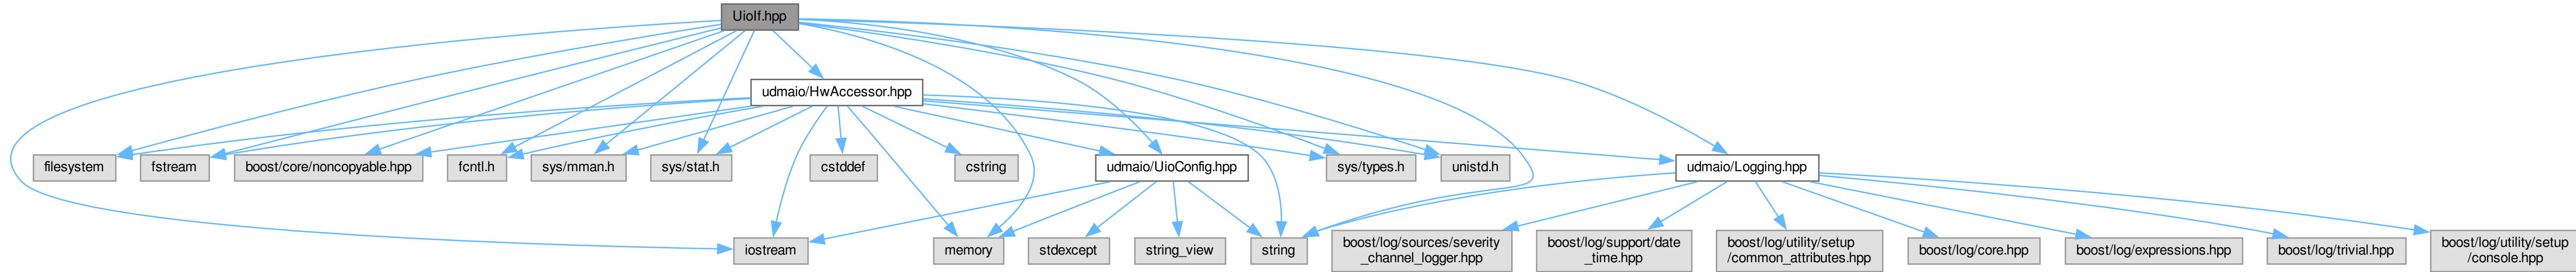 UioIf.hpp
udmaio/HwAccessor.hpp
filesystem
fstream
boost/core/noncopyable.hpp
fcntl.h
sys/mman.h
sys/stat.h
cstddef
cstring
udmaio/UioConfig.hpp
sys/types.h
unistd.h
udmaio/Logging.hpp
iostream
memory
stdexcept
string_view
string
boost/log/sources/severity
_channel_logger.hpp
boost/log/support/date
_time.hpp
boost/log/utility/setup
/common_attributes.hpp
boost/log/core.hpp
boost/log/expressions.hpp
boost/log/trivial.hpp
boost/log/utility/setup
/console.hpp